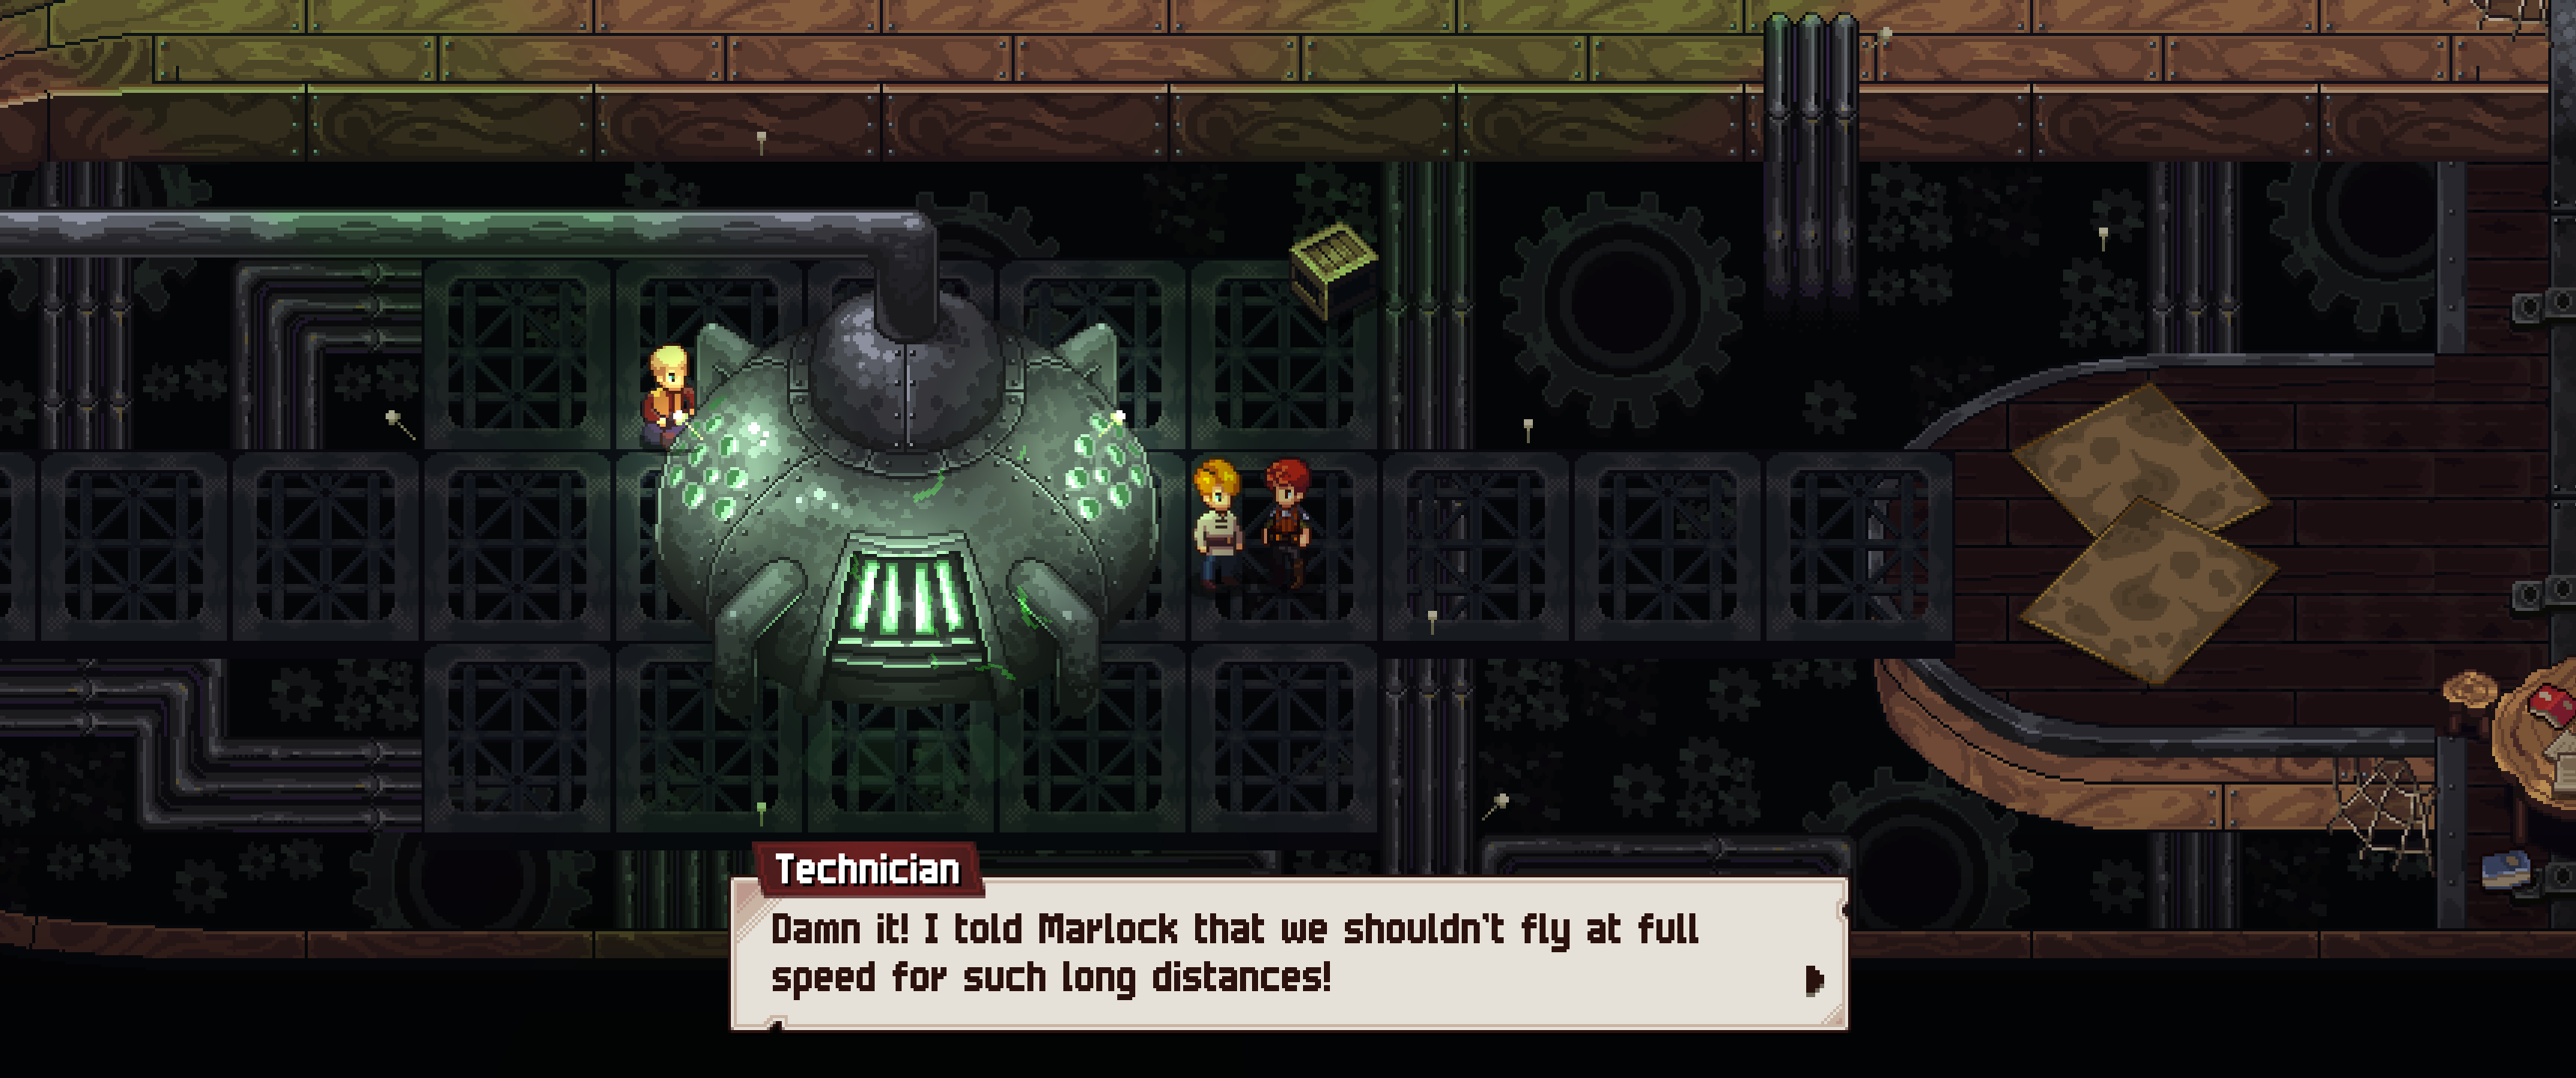 Technician
Damn it! I told Marlock that we shouldn't fly at full
speed for such long distances!